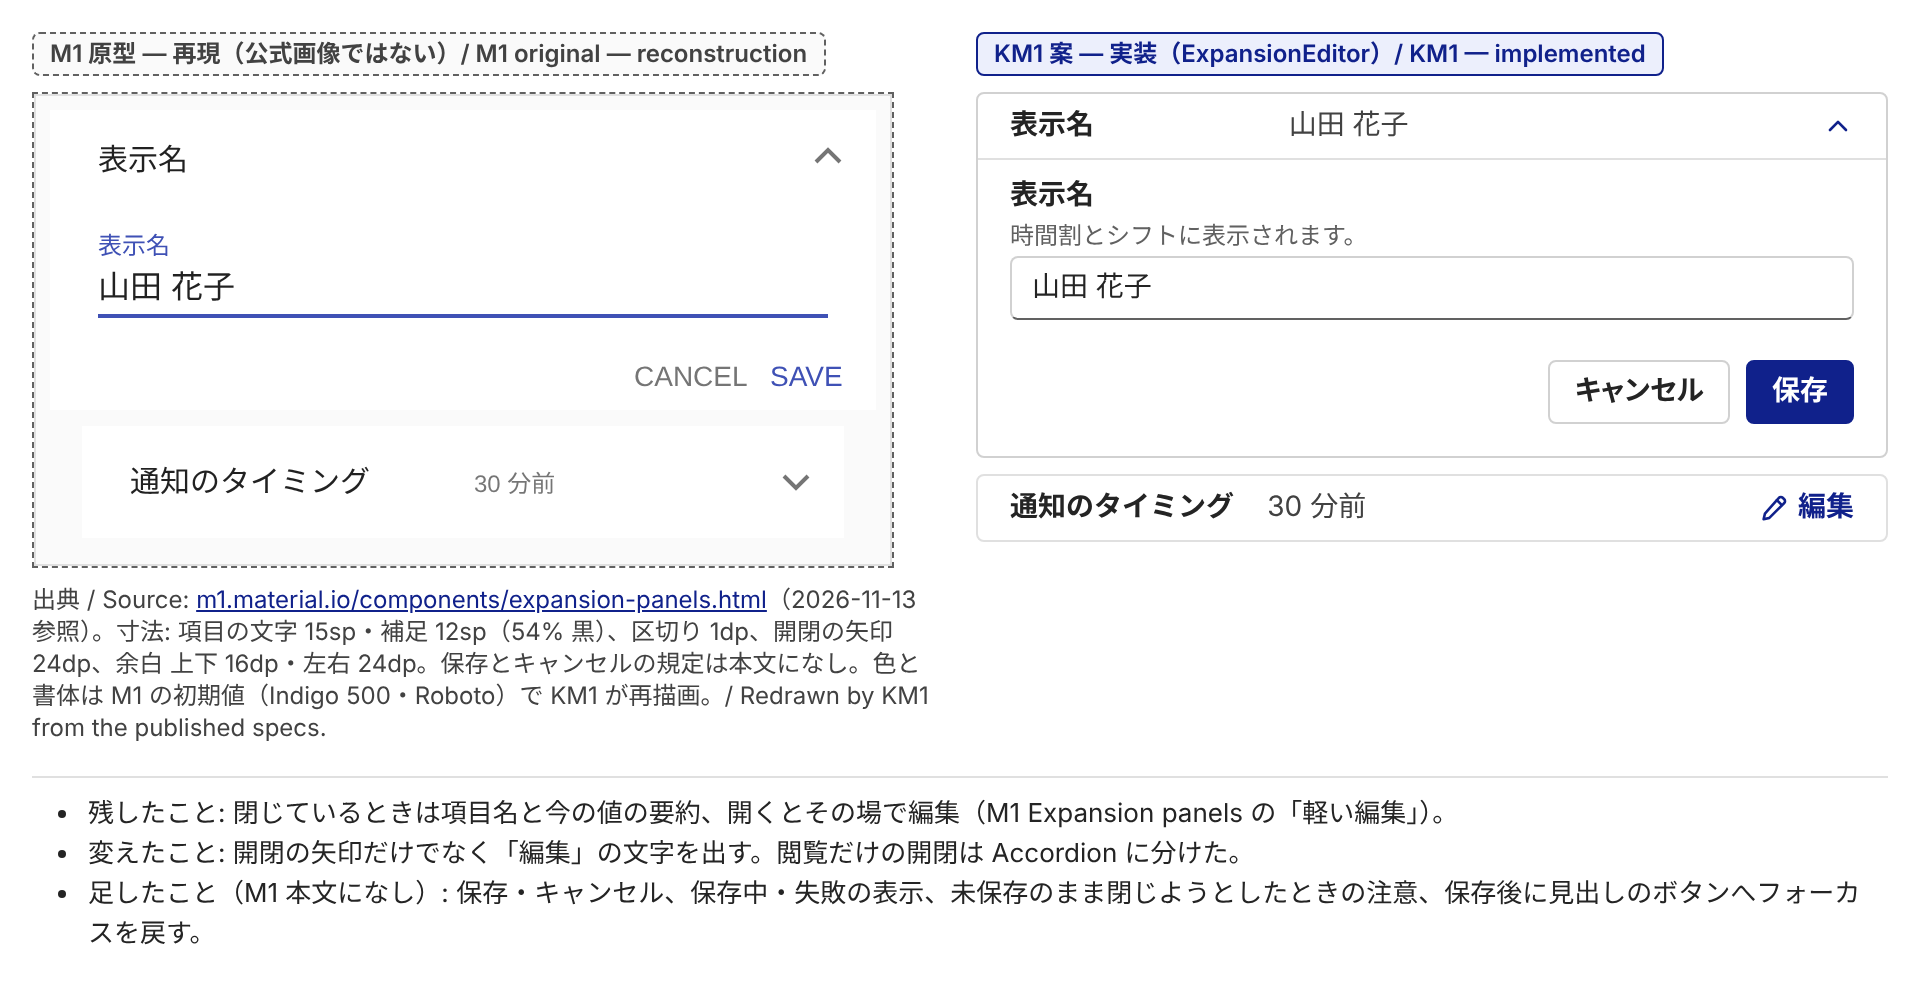 M1 原型 — 再現（公式画像ではない）/ M1 original — reconstruction
表示名
表示名
山田 花子
CANCEL SAVE
通知のタイミング 30 分前
出典 / Source: m1.material.io/components/expansion-panels.html（2026-11-13
参照）。寸法: 項目の文字 15sp・補足 12sp（54% 黒）、区切り 1dp、開閉の矢印
24dp、余白 上下 16dp・左右 24dp。保存とキャンセルの規定は本文になし。色と
書体は M1 の初期値（Indigo 500・Roboto）で KM1 が再描画。/ Redrawn by KM1
from the published specs.
KM1 案 — 実装（ExpansionEditor）/ KM1 — implemented
表示名 山田 花子
表示名
時間割とシフトに表示されます。
山田 花子
キャンセル 保存
通知のタイミング 30 分前 編集
• 残したこと: 閉じているときは項目名と今の値の要約、開くとその場で編集（M1 Expansion panels の「軽い編集」）。
• 変えたこと: 開閉の矢印だけでなく「編集」の文字を出す。閲覧だけの開閉は Accordion に分けた。
• 足したこと（M1 本文になし）: 保存・キャンセル、保存中・失敗の表示、未保存のまま閉じようとしたときの注意、保存後に見出しのボタンへフォーカ
スを戻す。